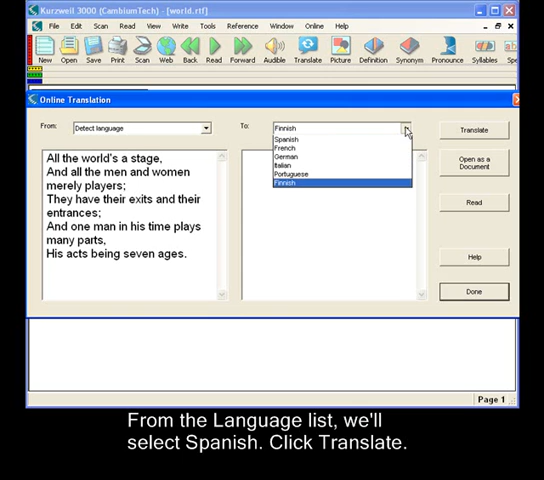 Kurzweil 3000 (CambiumTech) - [world.rtf]
File Edit Scan Read View Write Tools Reference Window Online Help
New Open Save Print Scan Back Read Forward Audible Translate Picture Definition Synonym Pronounce Syllables Spe
Online Translation
From: Detect language To: Finnish Translate
Spanish
French
German
Italian
Portuguese
Finnish
All the world's a stage,
And all the men and women
merely players;
They have their exits and their
entrances;
And one man in his time plays
many parts,
His acts being seven ages.
Open as a
Document
Read
Help
Done
Page 1
From the Language list, we'll
select Spanish. Click Translate.